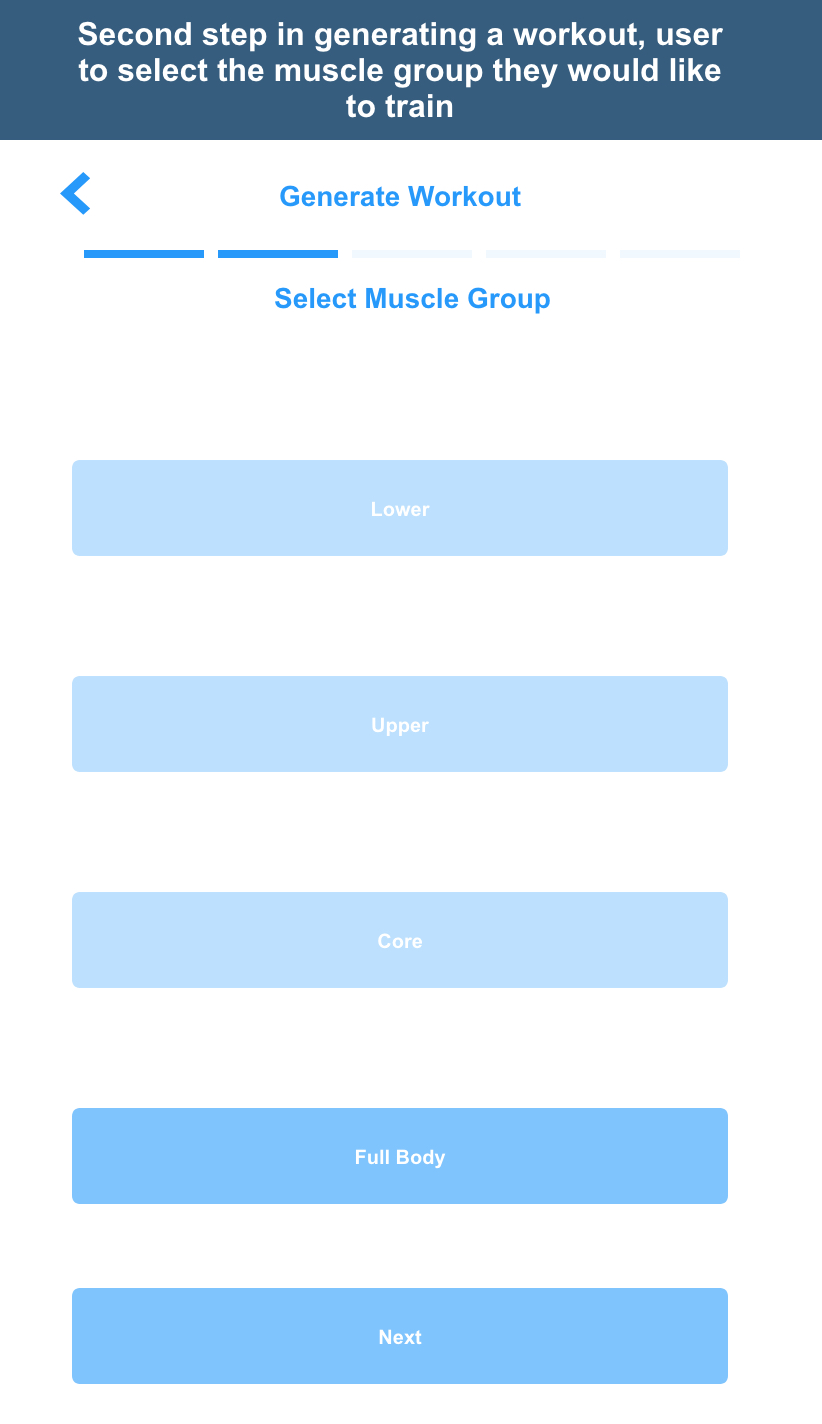 Second step in generating a workout, user
to select the muscle group they would like
to train
Generate Workout
Select Muscle Group
Lower
Upper
Core
Full Body
Next